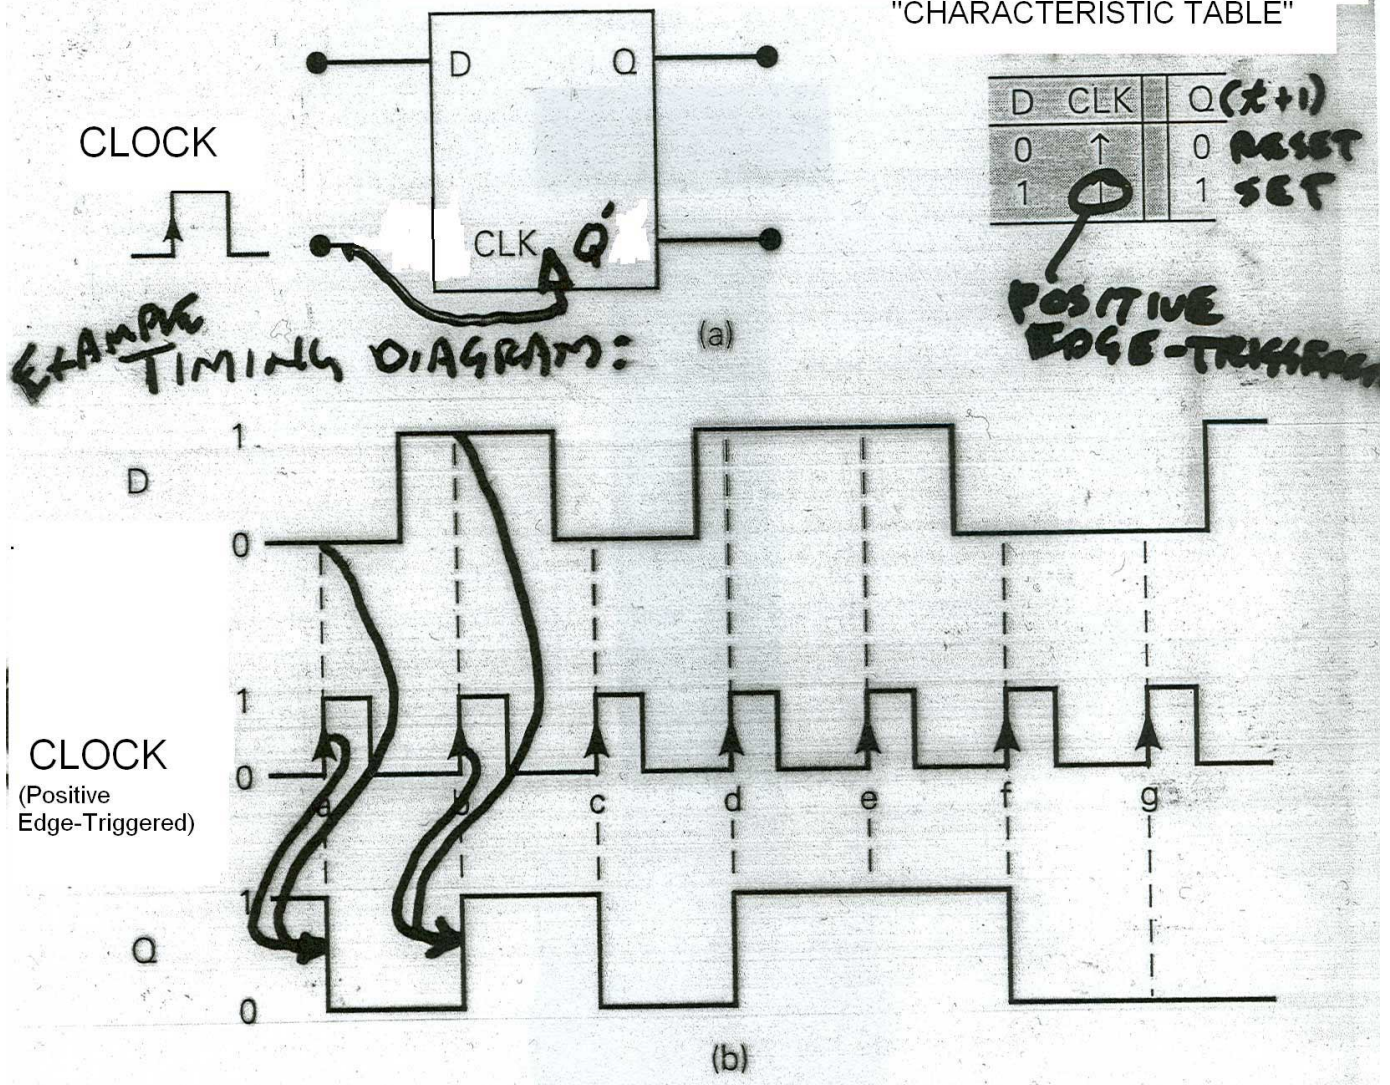 "CHARACTERISTIC TABLE"
D Q
CLOCK
CLK Q'
(a)
D CLK Q (t+1)
0 ↑ 0 RESET
1 ↑ 1 SET
POSITIVE
EDGE-TRIGGERED
EXAMPLE
TIMING DIAGRAM:
1
D
0
1
CLOCK
0
(Positive
Edge-Triggered)
a b c d e f g
1
Q
0
(b)